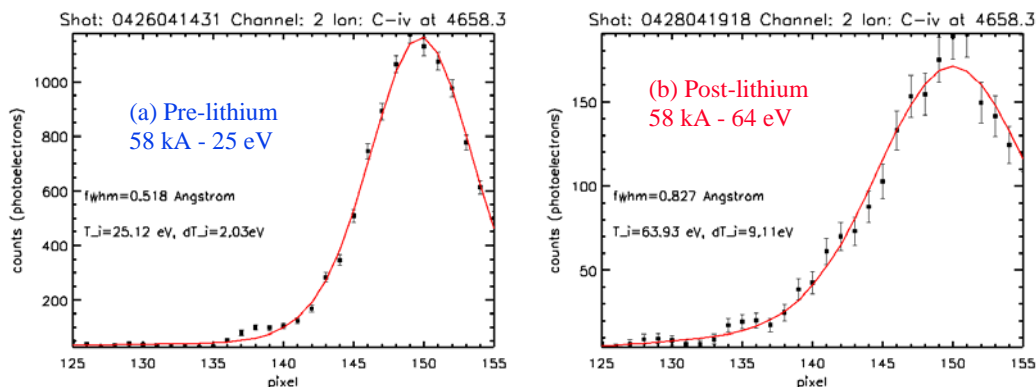 Shot: 0426041431 Channel: 2 Ion: C-iv at 4658.3
counts (photoelectrons)
1000
800
600
400
200
(a) Pre-lithium
58 kA - 25 eV
fwhm=0.518 Angstrom
T_i=25.12 eV, dT_i=2.03eV
125 130 135 140 145 150 155
pixel
Shot: 0428041918 Channel: 2 Ion: C-iv at 4658.3
counts (photoelectrons)
150
100
50
(b) Post-lithium
58 kA - 64 eV
fwhm=0.827 Angstrom
T_i=63.93 eV, dT_i=9.11eV
125 130 135 140 145 150 155
pixel